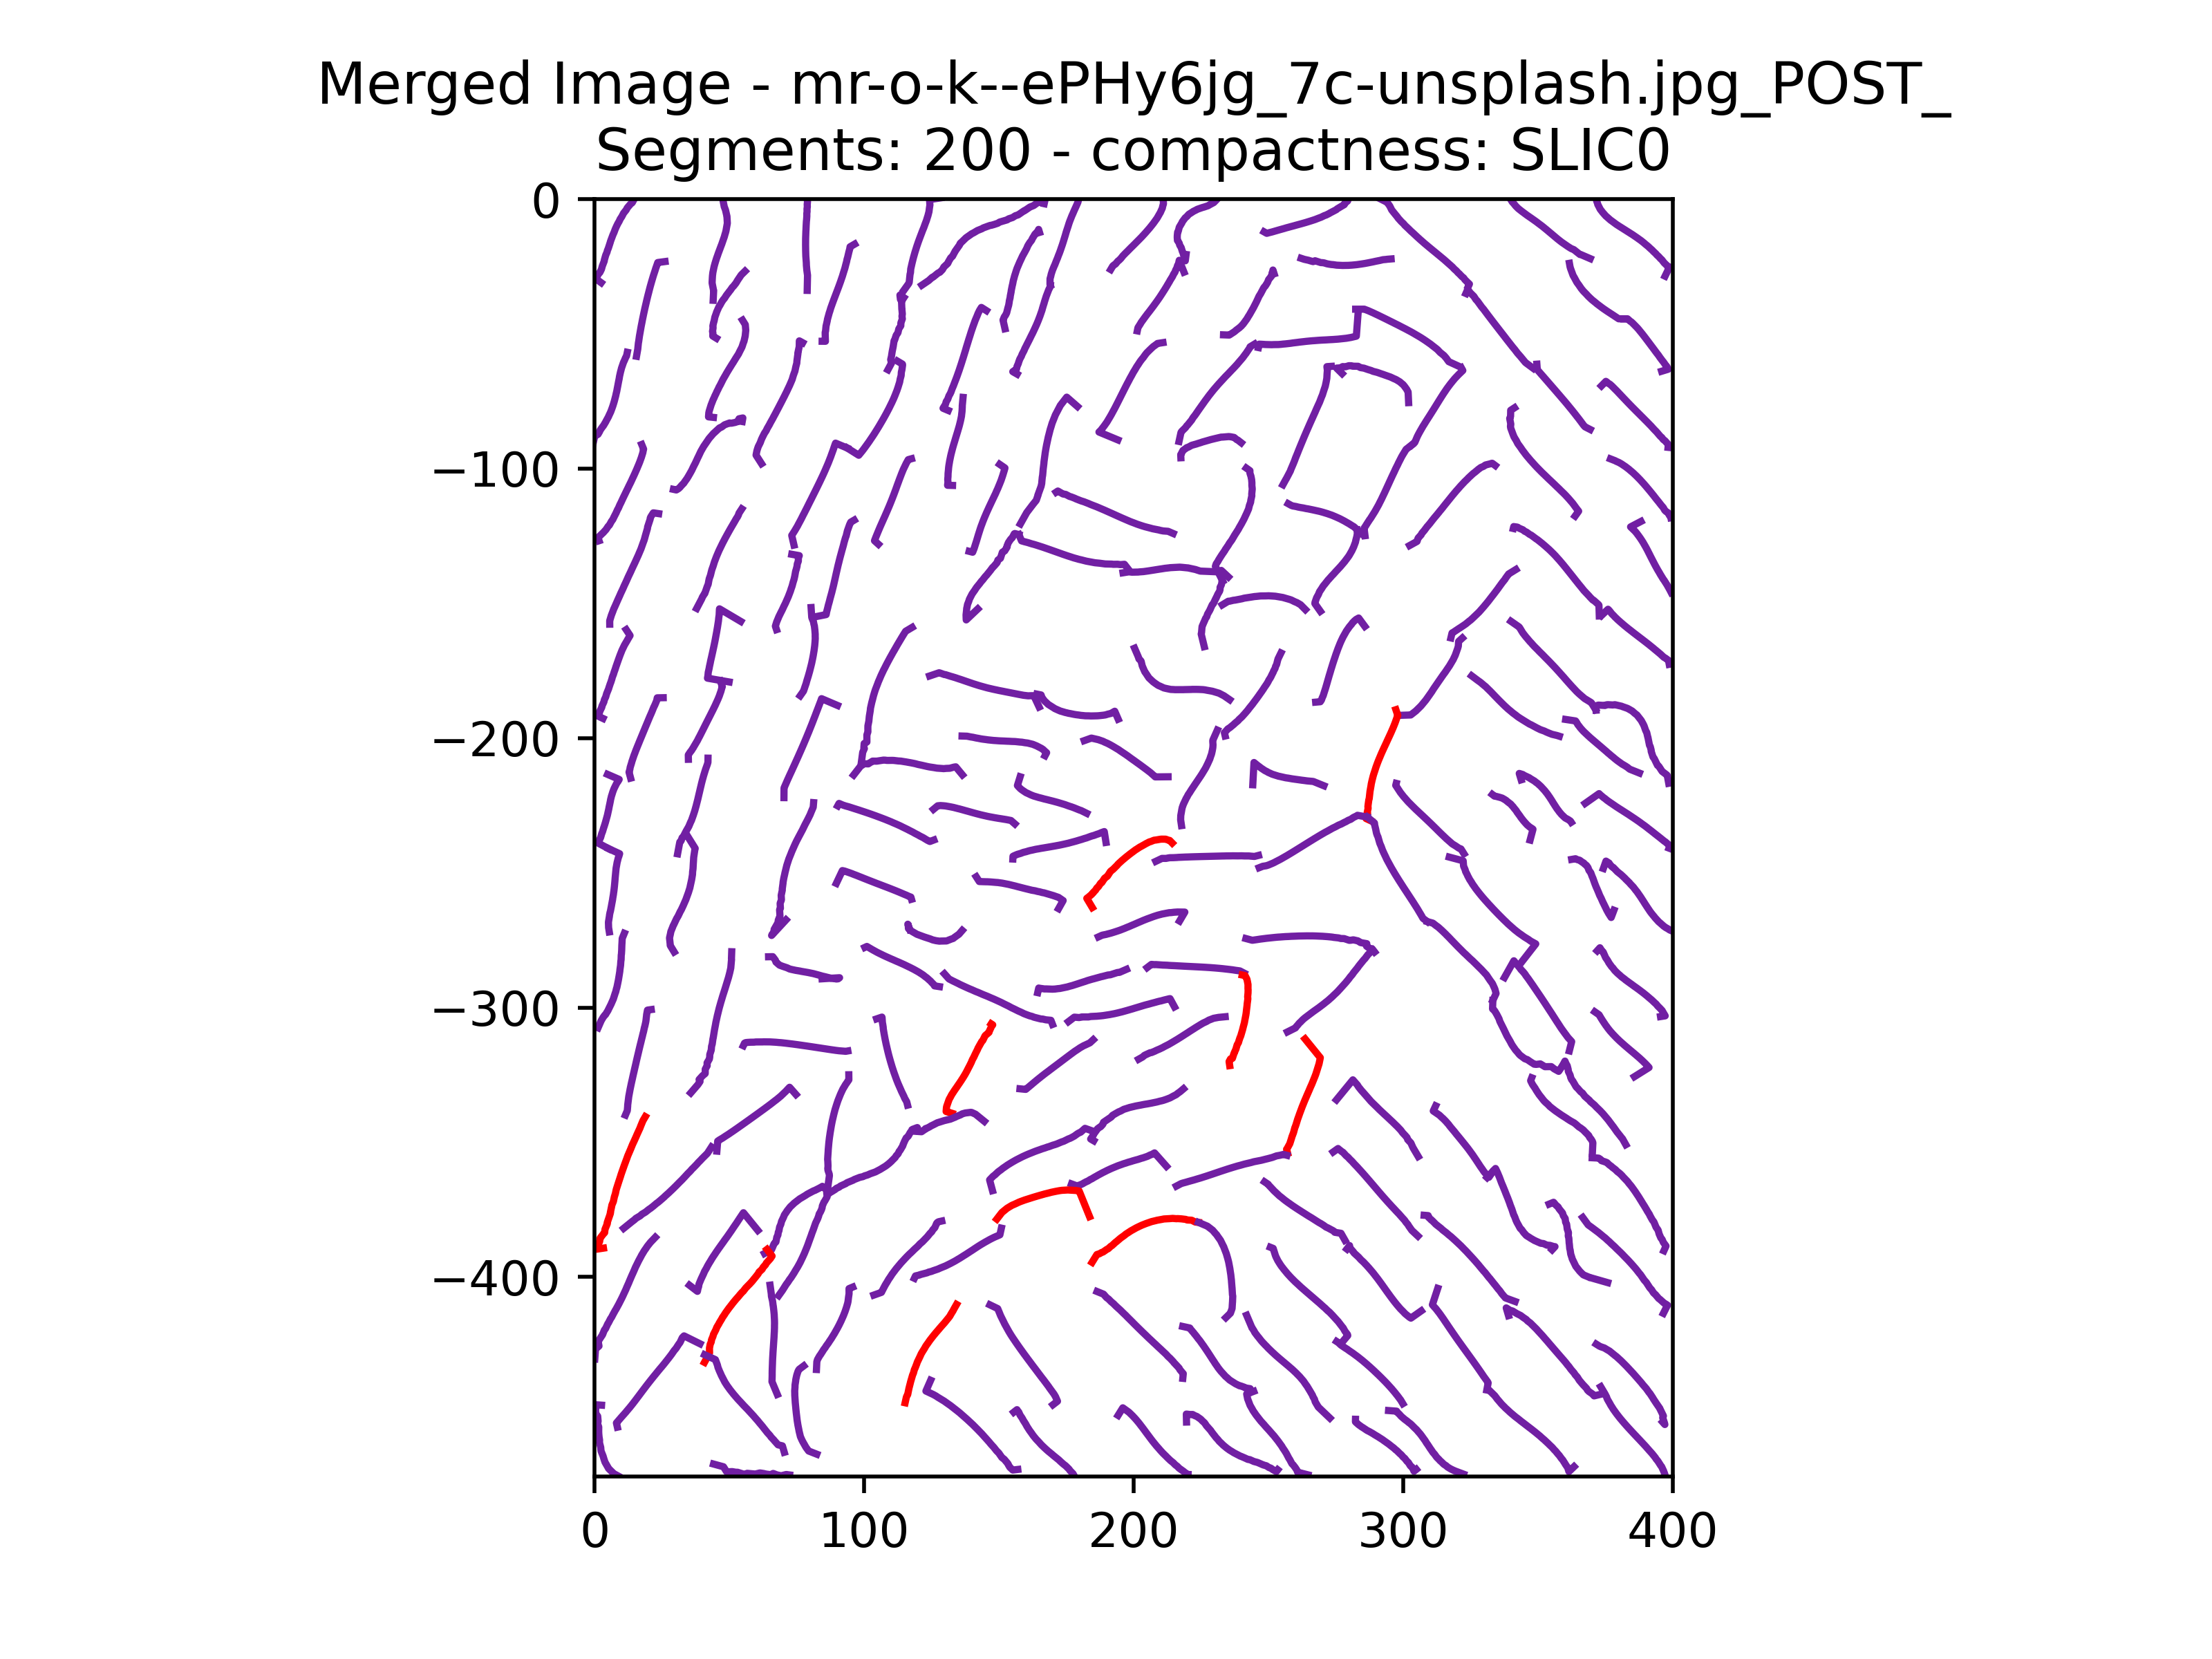 Merged Image - mr-o-k--ePHy6jg_7c-unsplash.jpg_POST_
Segments: 200 - compactness: SLIC0
0
−100
−200
−300
−400
0 100 200 300 400